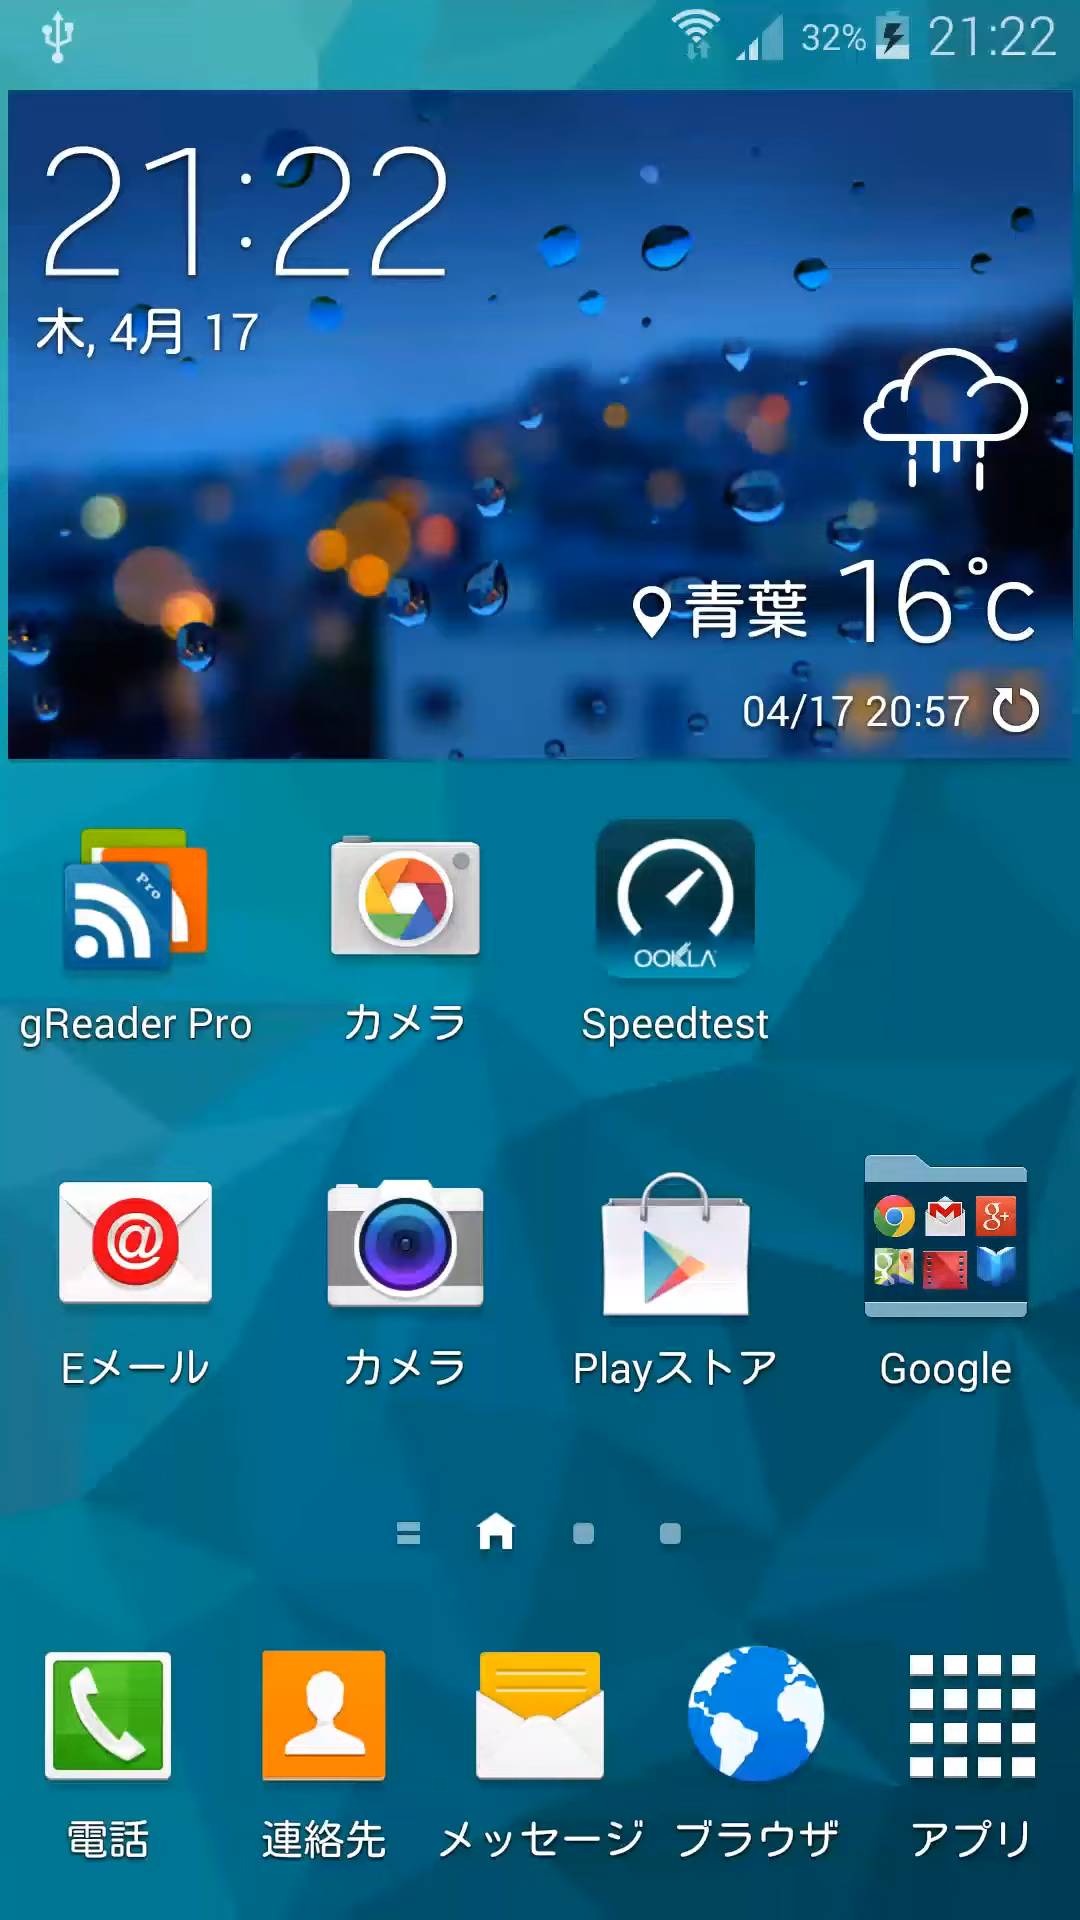 32% 21:22
21:22
木, 4月 17
青葉 16°c
04/17 20:57
Pro
OOKLA
gReader Pro カメラ Speedtest
@
g+
Eメール カメラ Playストア Google
電話 連絡先 メッセージ ブラウザ アプリ